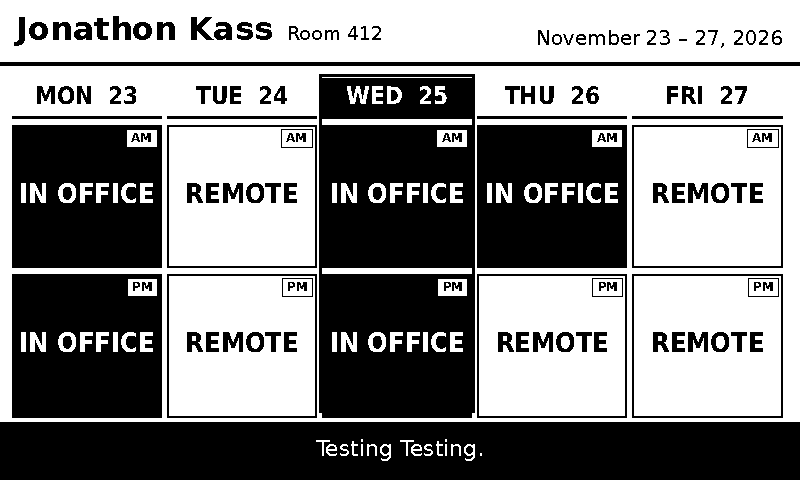 Jonathon Kass Room 412
November 23 – 27, 2026
MON 23 TUE 24 WED 25 THU 26 FRI 27
AM AM AM AM AM
IN OFFICE REMOTE IN OFFICE IN OFFICE REMOTE
PM PM PM PM PM
IN OFFICE REMOTE IN OFFICE REMOTE REMOTE
Testing Testing.